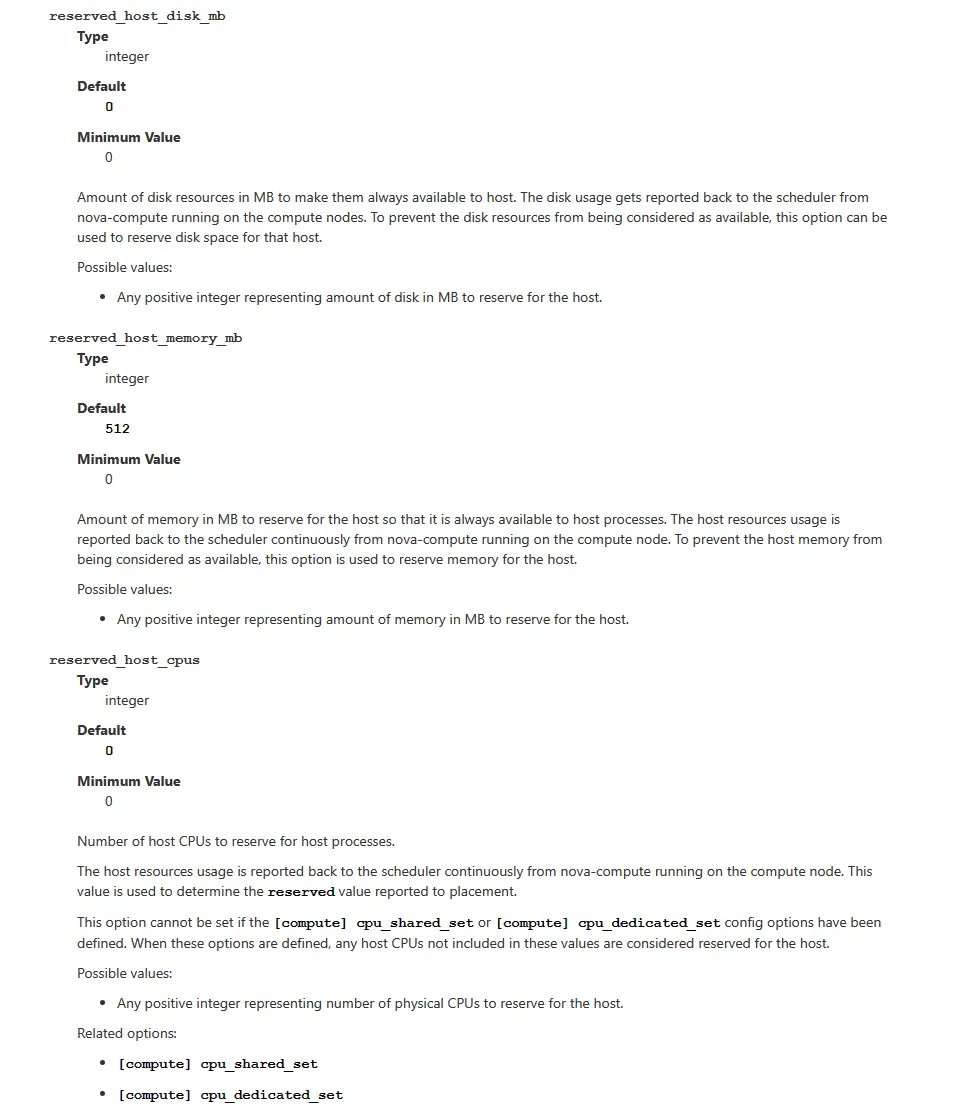 reserved_host_disk_mb
Type
integer
Default
0
Minimum Value
0
Amount of disk resources in MB to make them always available to host. The disk usage gets reported back to the scheduler from
nova-compute running on the compute nodes. To prevent the disk resources from being considered as available, this option can be
used to reserve disk space for that host.
Possible values:
• Any positive integer representing amount of disk in MB to reserve for the host.
reserved_host_memory_mb
Type
integer
Default
512
Minimum Value
0
Amount of memory in MB to reserve for the host so that it is always available to host processes. The host resources usage is
reported back to the scheduler continuously from nova-compute running on the compute node. To prevent the host memory from
being considered as available, this option is used to reserve memory for the host.
Possible values:
• Any positive integer representing amount of memory in MB to reserve for the host.
reserved_host_cpus
Type
integer
Default
0
Minimum Value
0
Number of host CPUs to reserve for host processes.
The host resources usage is reported back to the scheduler continuously from nova-compute running on the compute node. This
value is used to determine the reserved value reported to placement.
This option cannot be set if the [compute] cpu_shared_set or [compute] cpu_dedicated_set config options have been
defined. When these options are defined, any host CPUs not included in these values are considered reserved for the host.
Possible values:
• Any positive integer representing number of physical CPUs to reserve for the host.
Related options:
• [compute] cpu_shared_set
• [compute] cpu_dedicated_set